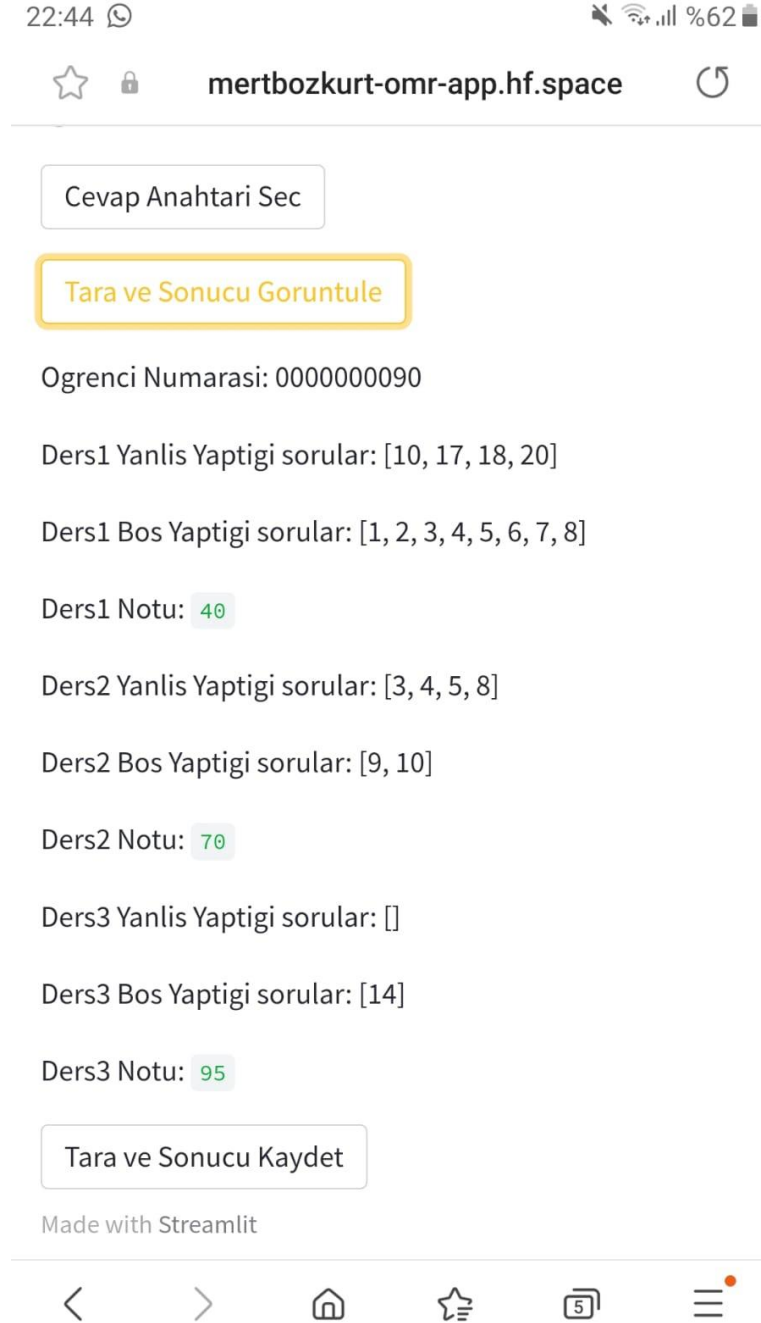 22:44 %62
mertbozkurt-omr-app.hf.space
Cevap Anahtari Sec
Tara ve Sonucu Goruntule
Ogrenci Numarasi: 0000000090
Ders1 Yanlis Yaptigi sorular: [10, 17, 18, 20]
Ders1 Bos Yaptigi sorular: [1, 2, 3, 4, 5, 6, 7, 8]
Ders1 Notu: 40
Ders2 Yanlis Yaptigi sorular: [3, 4, 5, 8]
Ders2 Bos Yaptigi sorular: [9, 10]
Ders2 Notu: 70
Ders3 Yanlis Yaptigi sorular: []
Ders3 Bos Yaptigi sorular: [14]
Ders3 Notu: 95
Tara ve Sonucu Kaydet
Made with Streamlit
5